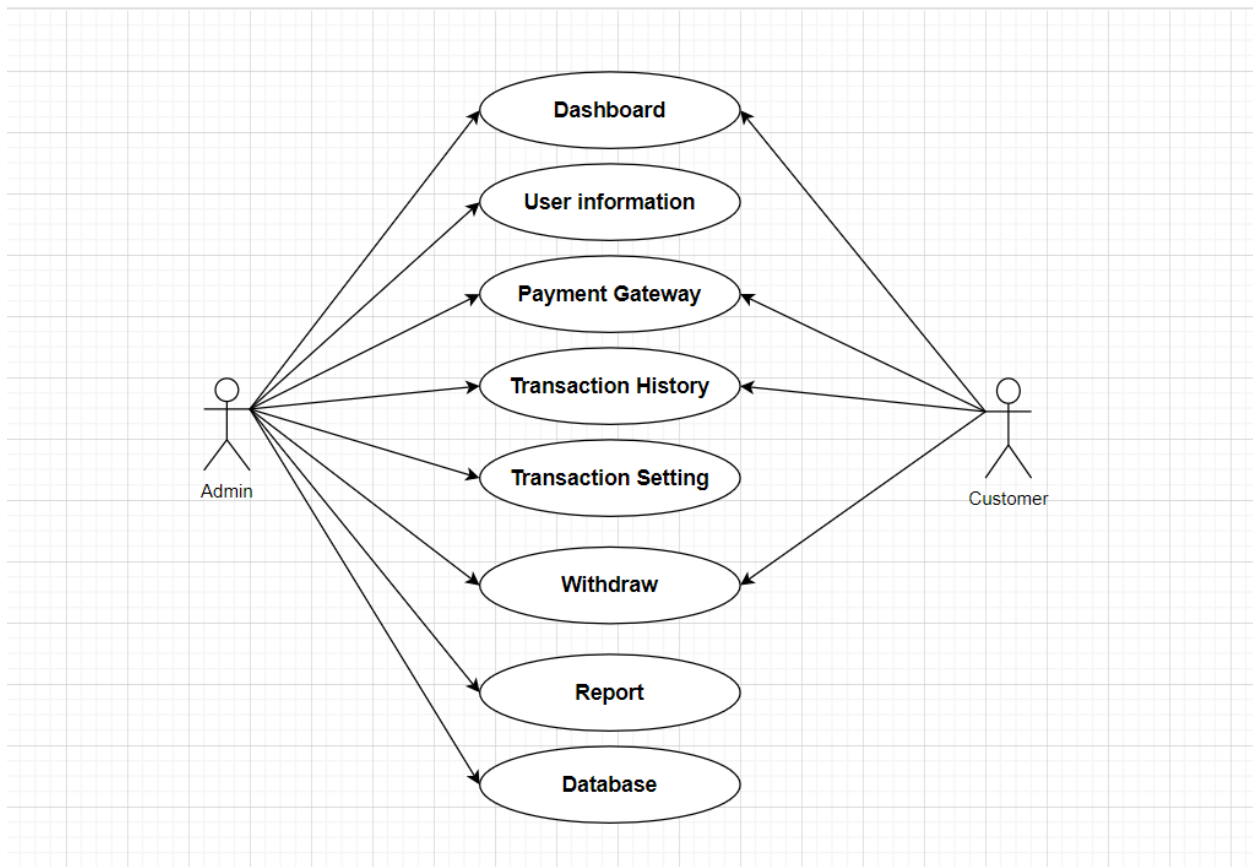 Dashboard
User information
Payment Gateway
Transaction History
Transaction Setting
Admin
Customer
Withdraw
Report
Database